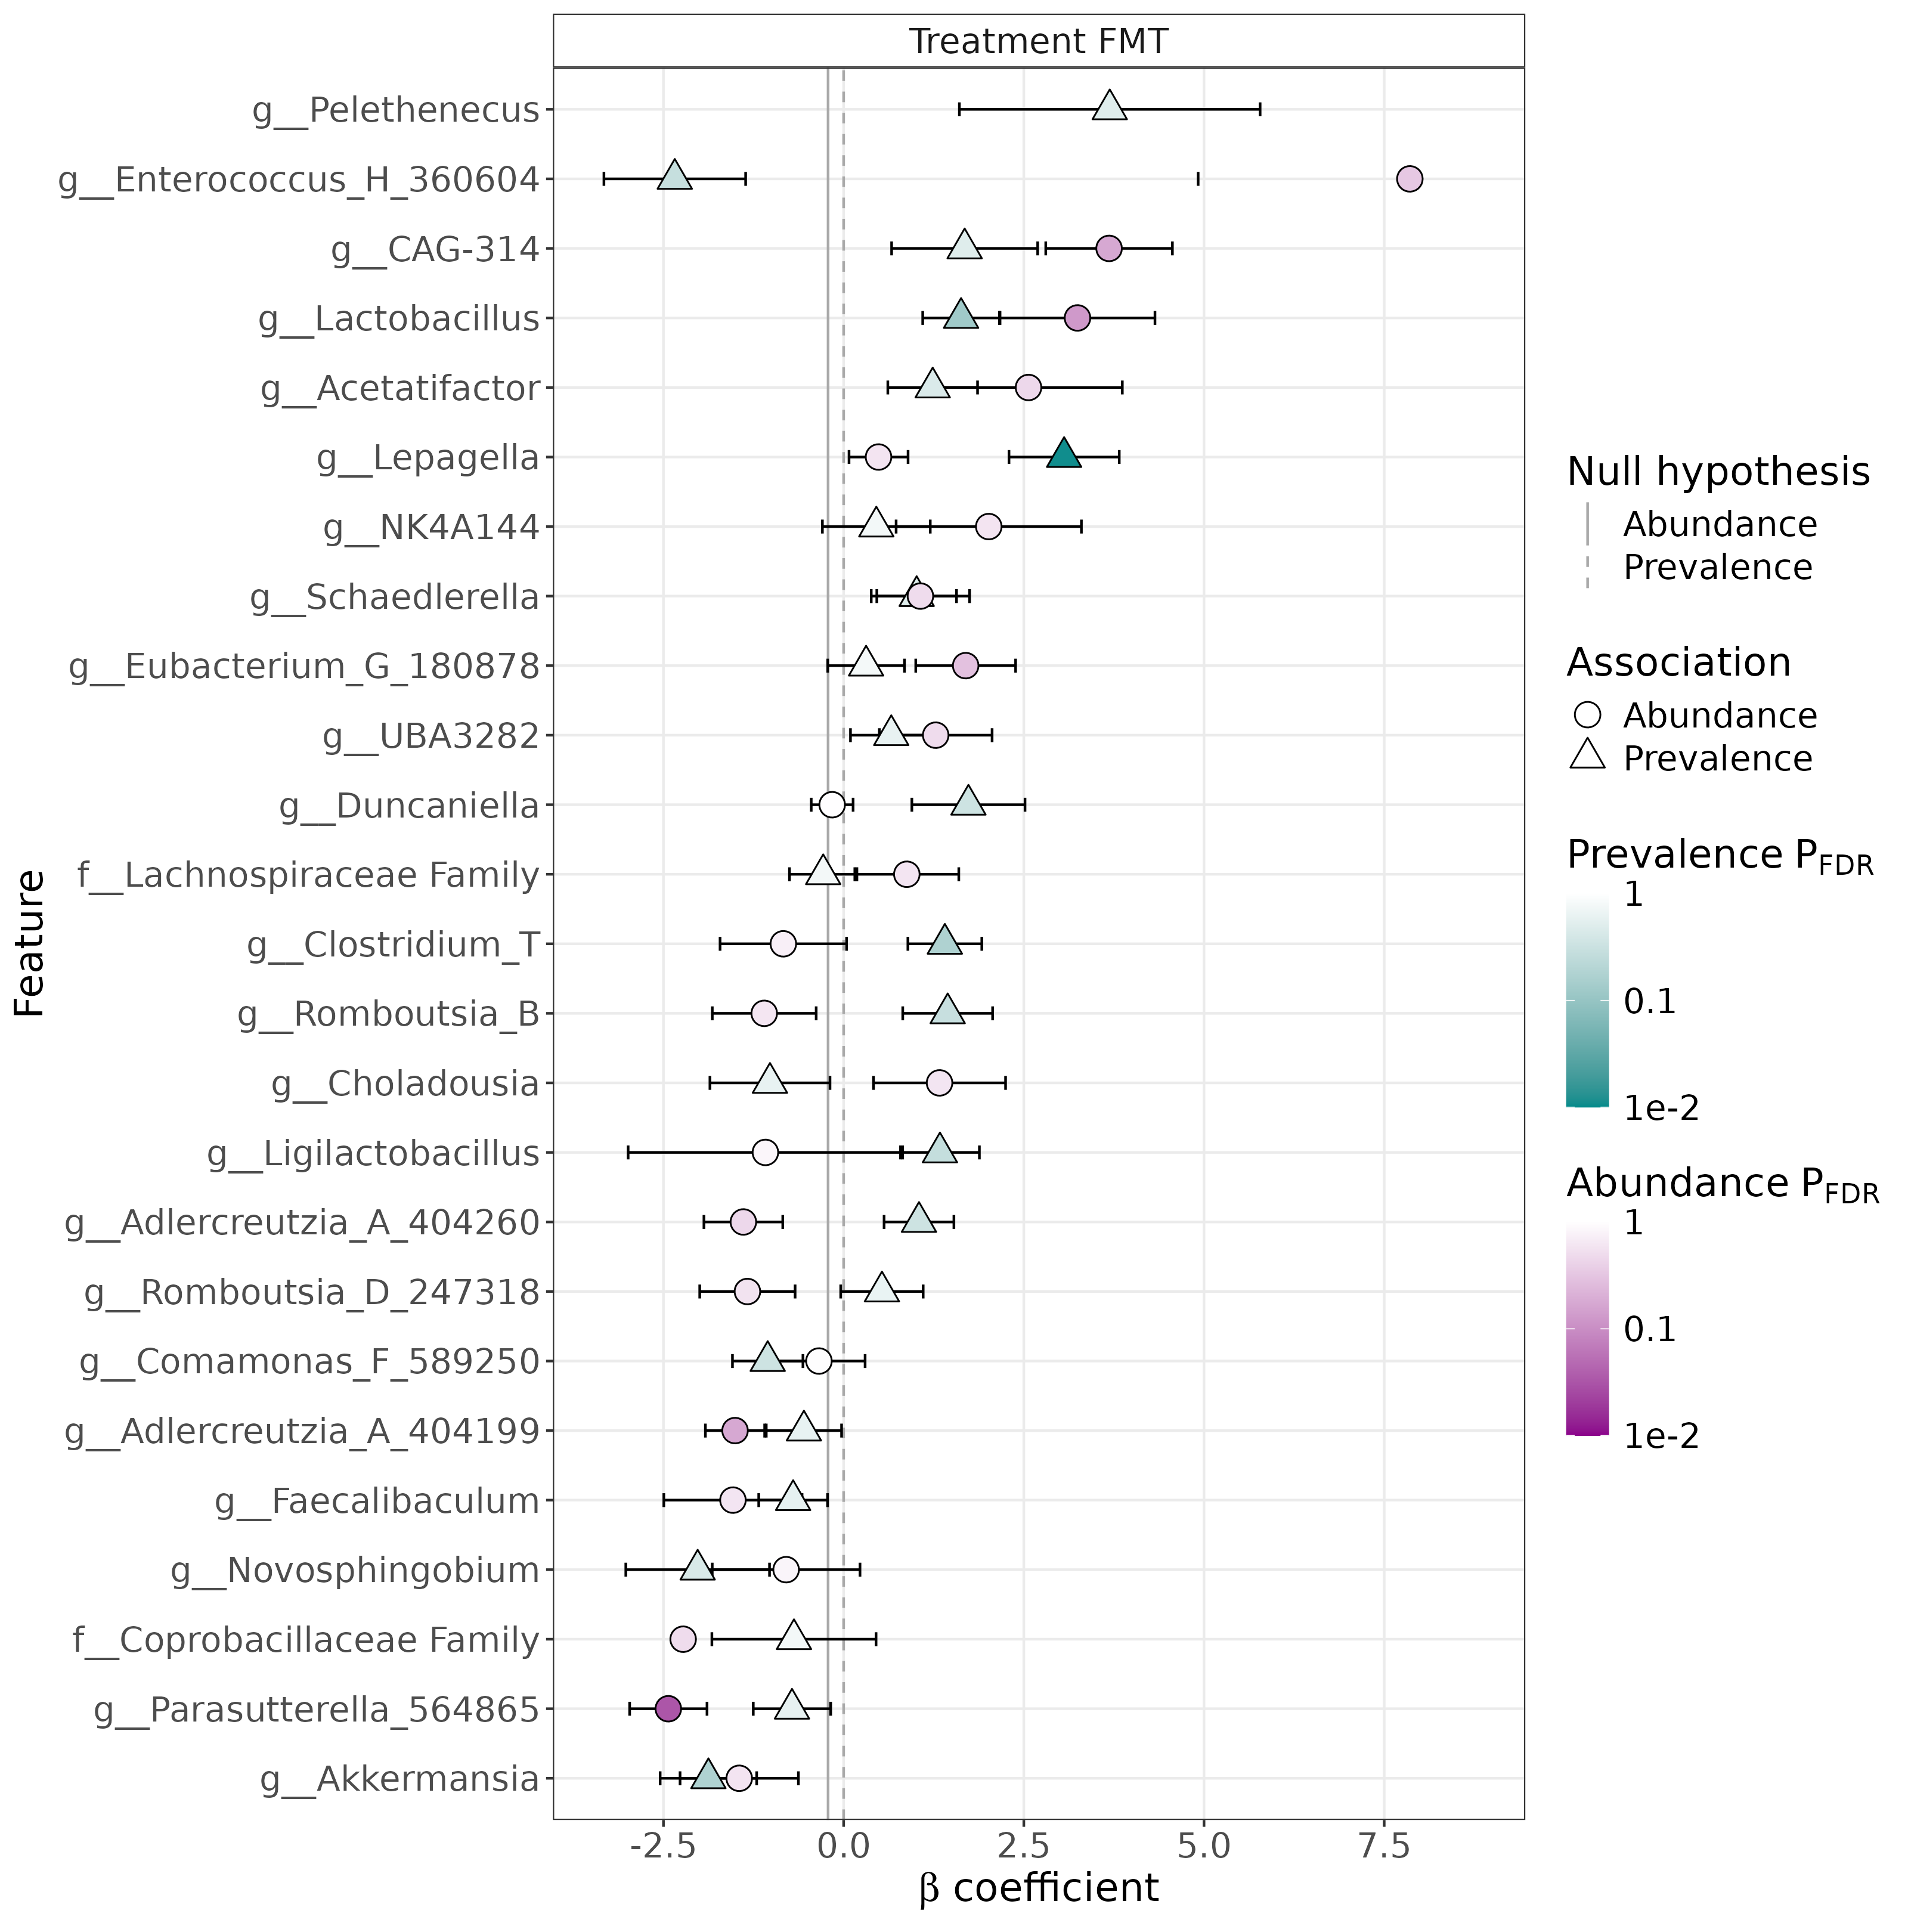 Treatment FMT
g__Pelethenecus
g__Enterococcus_H_360604
g__CAG-314
g__Lactobacillus
g__Acetatifactor
g__Lepagella
g__NK4A144
g__Schaedlerella
g__Eubacterium_G_180878
g__UBA3282
g__Duncaniella
f__Lachnospiraceae Family
g__Clostridium_T
g__Romboutsia_B
g__Choladousia
g__Ligilactobacillus
g__Adlercreutzia_A_404260
g__Romboutsia_D_247318
g__Comamonas_F_589250
g__Adlercreutzia_A_404199
g__Faecalibaculum
g__Novosphingobium
f__Coprobacillaceae Family
g__Parasutterella_564865
g__Akkermansia
Feature
-2.5 0.0 2.5 5.0 7.5
β coefficient
Null hypothesis
Abundance
Prevalence
Association
Abundance
Prevalence
Prevalence PFDR
1
0.1
1e-2
Abundance PFDR
1
0.1
1e-2